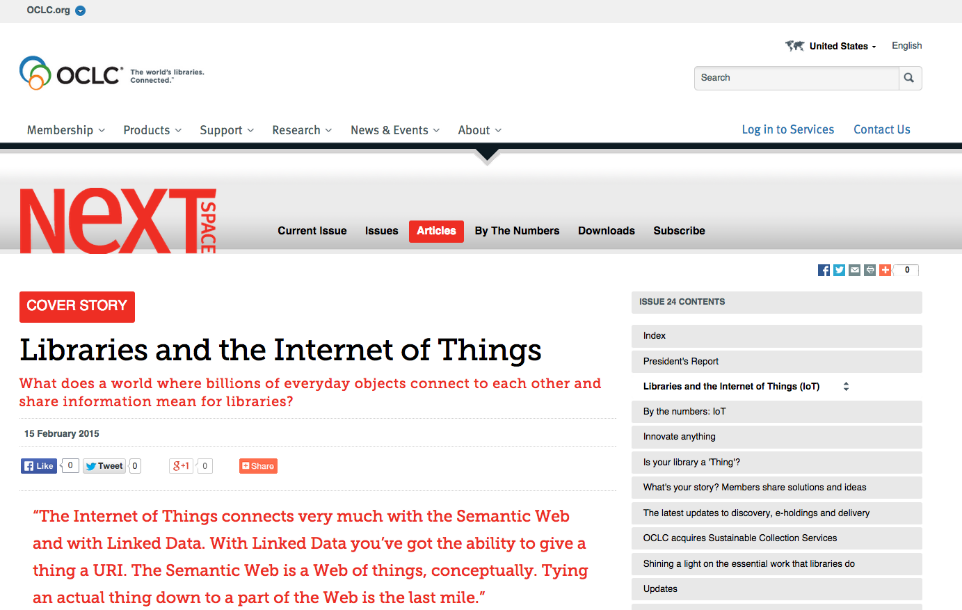 OCLC.org
United States
English
OCLC
The world's libraries.
Connected.
Search
Membership
Products
Support
Research
News & Events
About
Log in to Services
Contact Us
NeXT
SPACE
Current Issue
Issues
Articles
By The Numbers
Downloads
Subscribe
0
COVER STORY
Libraries and the Internet of Things
What does a world where billions of everyday objects connect to each other and
share information mean for libraries?
15 February 2015
Like 0
Tweet 0
g+1 0
Share
“The Internet of Things connects very much with the Semantic Web
and with Linked Data. With Linked Data you’ve got the ability to give a
thing a URI. The Semantic Web is a Web of things, conceptually. Tying
an actual thing down to a part of the Web is the last mile.”
ISSUE 24 CONTENTS
Index
President's Report
Libraries and the Internet of Things (IoT)
By the numbers: IoT
Innovate anything
Is your library a 'Thing'?
What's your story? Members share solutions and ideas
The latest updates to discovery, e-holdings and delivery
OCLC acquires Sustainable Collection Services
Shining a light on the essential work that libraries do
Updates